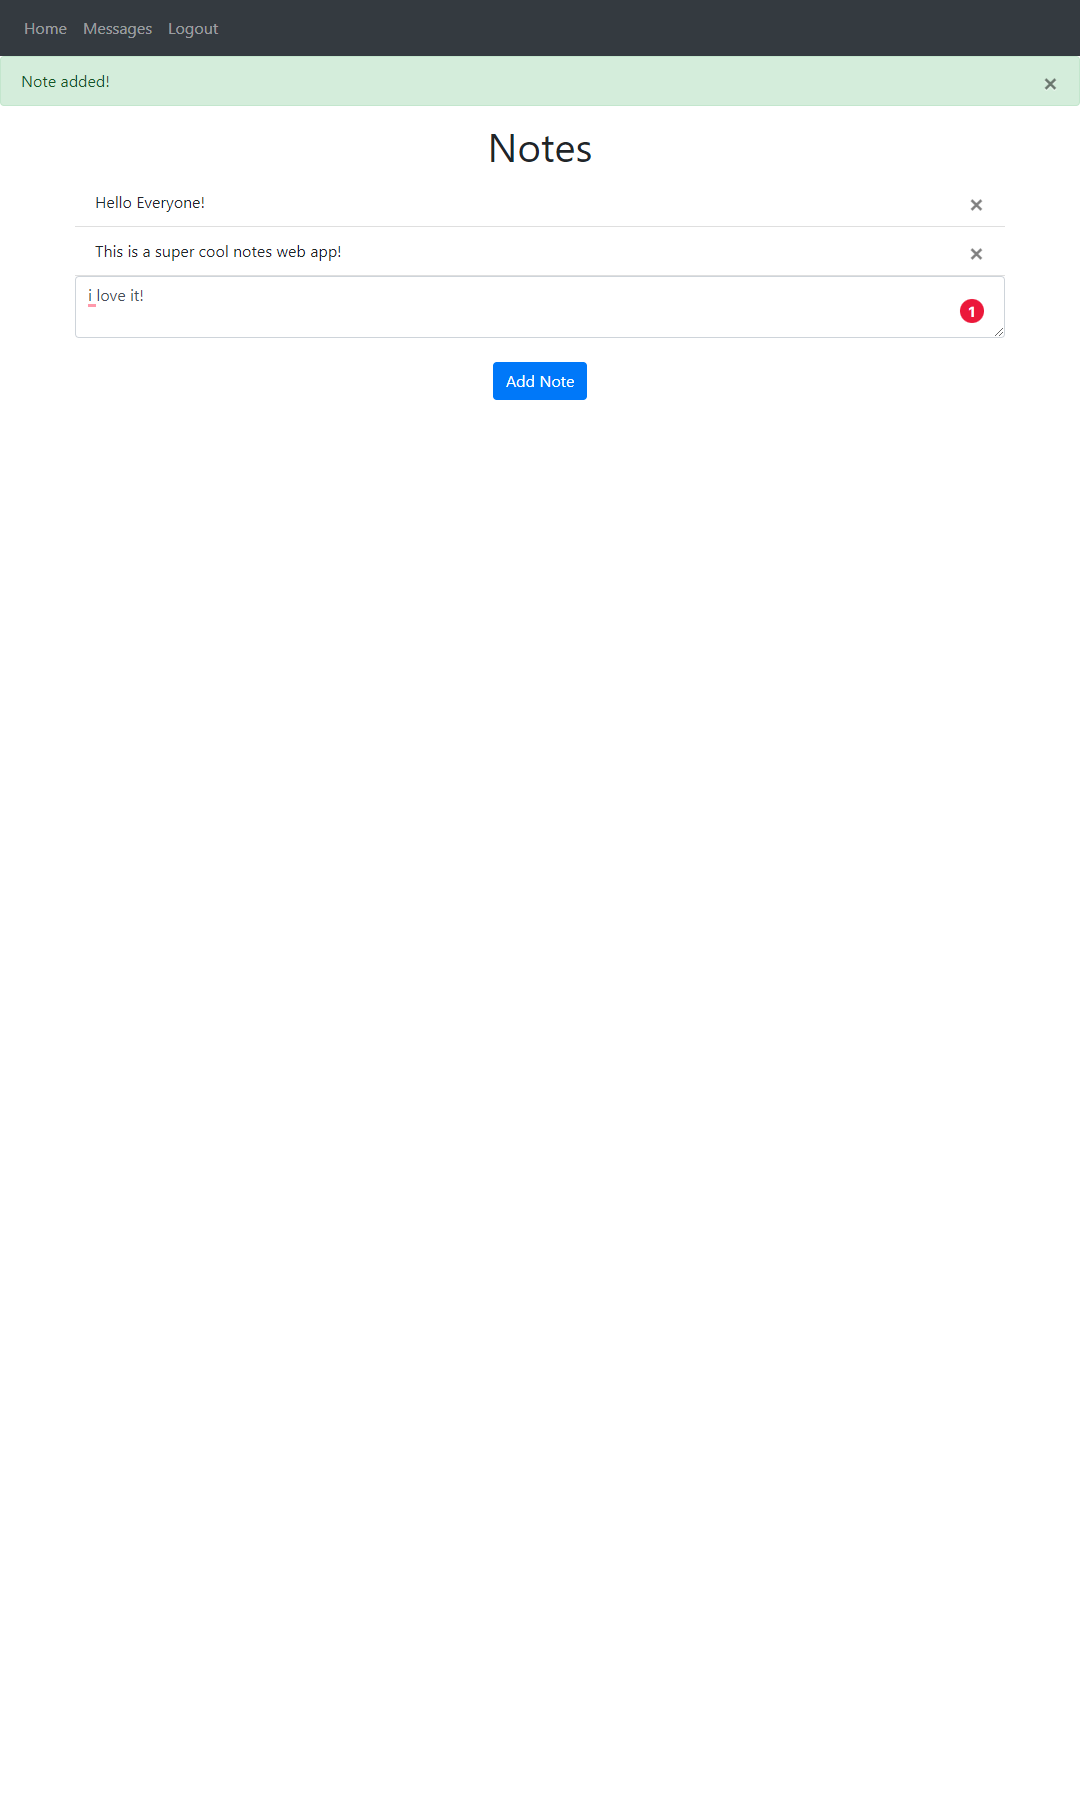 Home Messages Logout
Note added! ×
Notes
Hello Everyone! ×
This is a super cool notes web app! ×
i love it!
1
Add Note